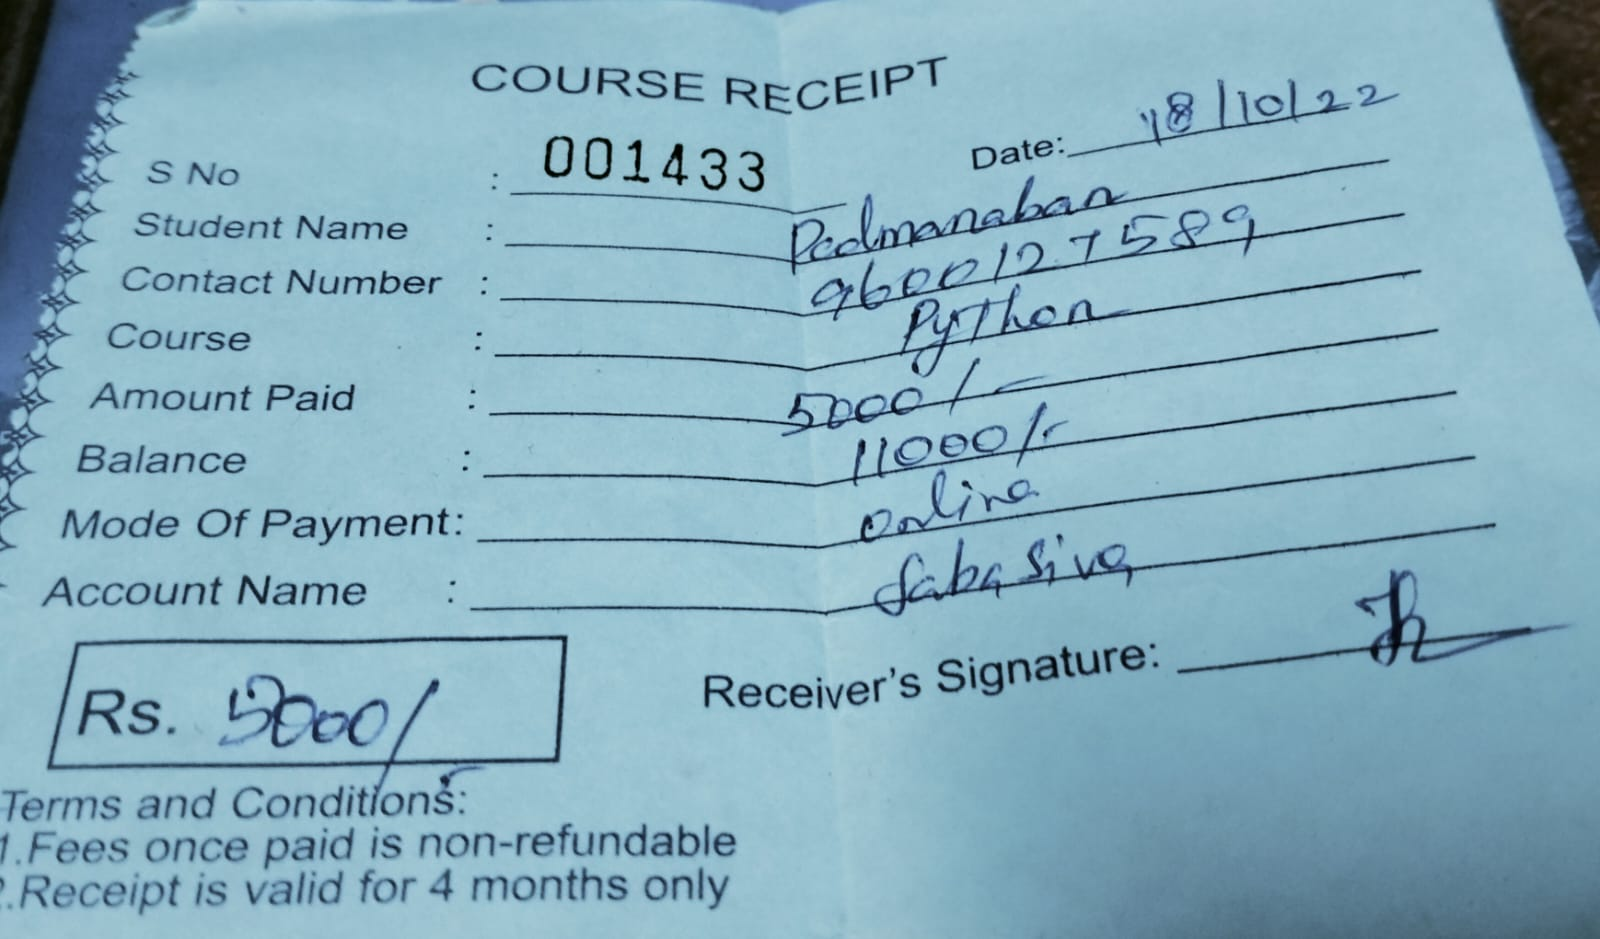 COURSE RECEIPT
S No : 001433 Date: 18/10/22
Student Name : Padmanaban
Contact Number : 9600127589
Course : Python
Amount Paid : 5000/-
Balance : 11000/-
Mode Of Payment: Online
Account Name : Sabasiva
Rs. 5000/-
Receiver's Signature:
Terms and Conditions:
1.Fees once paid is non-refundable
2.Receipt is valid for 4 months only